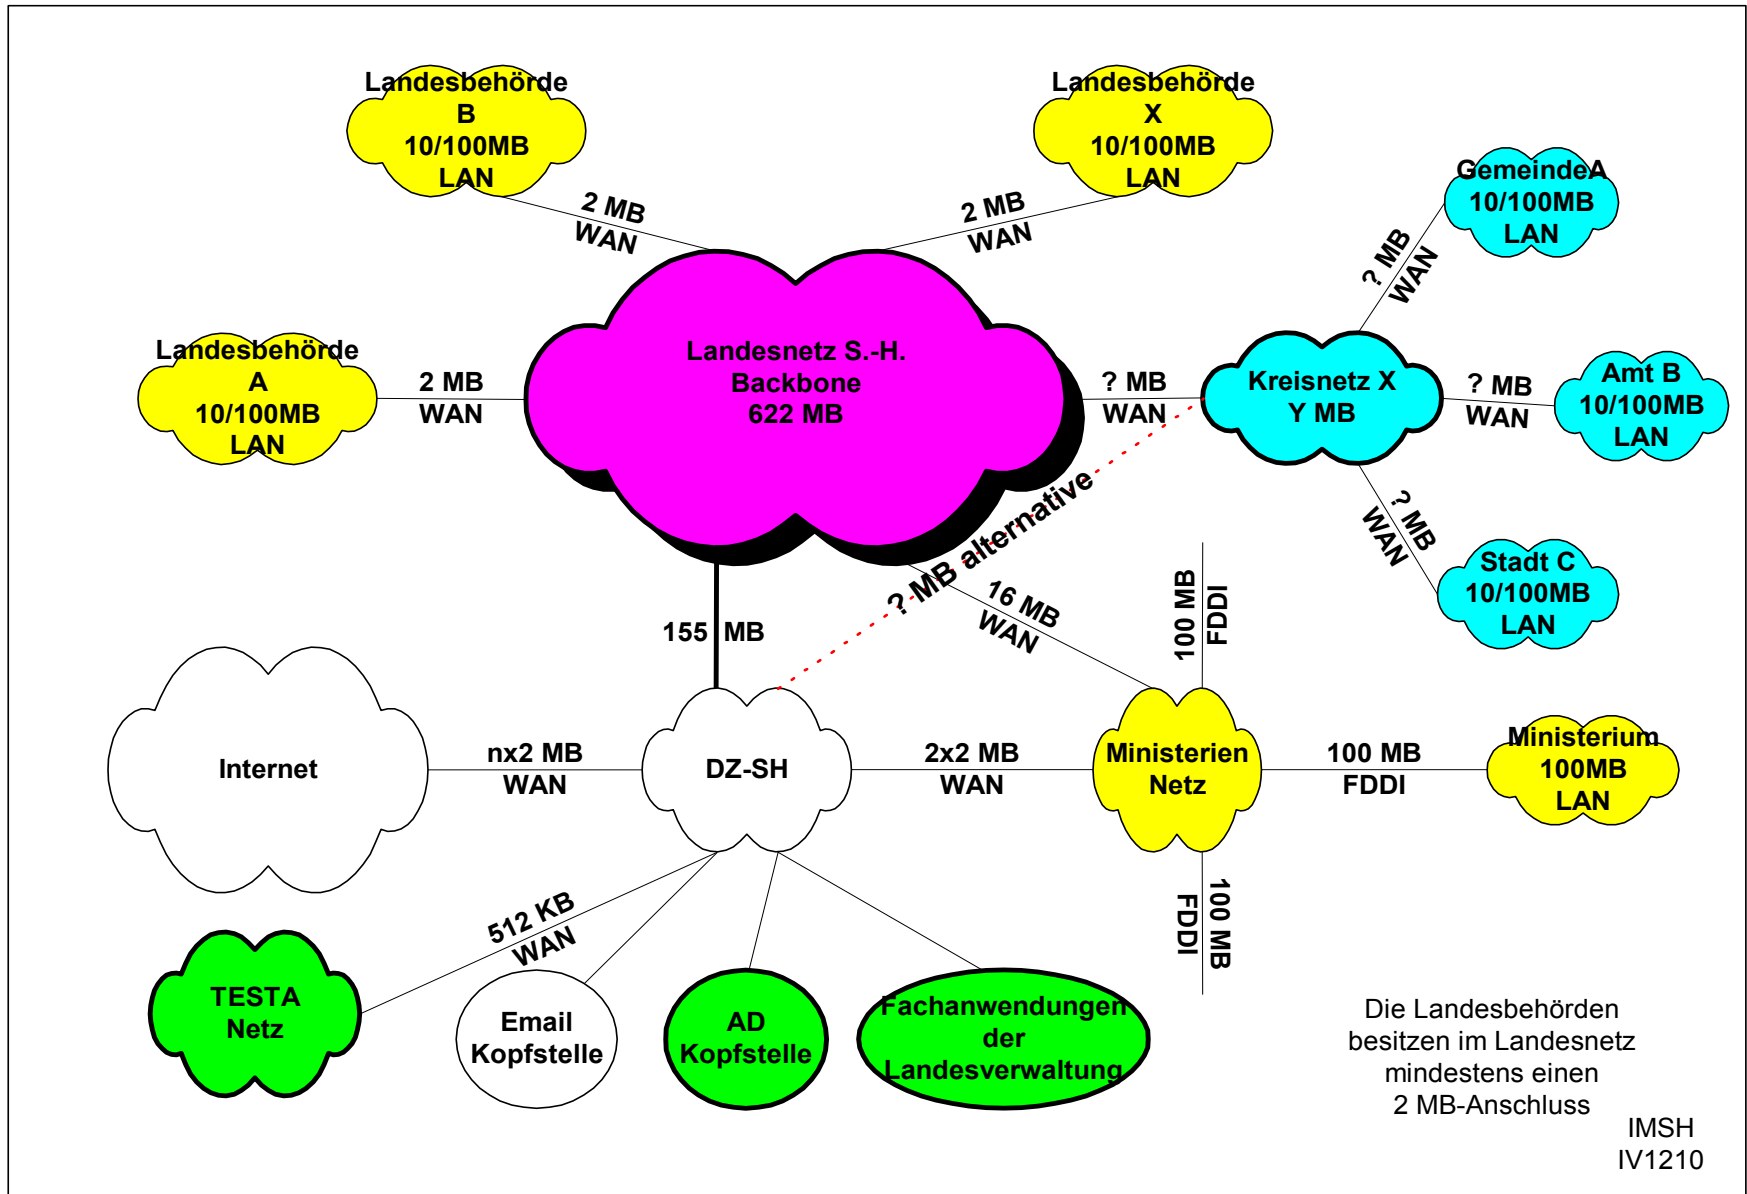 Landesbehörde
B
10/100MB
LAN
Landesbehörde
X
10/100MB
LAN
GemeindeA
10/100MB
LAN
2 MB
WAN
2 MB
WAN
? MB
WAN
Landesbehörde
A
10/100MB
LAN
2 MB
WAN
Landesnetz S.-H.
Backbone
622 MB
? MB
WAN
Kreisnetz X
Y MB
? MB
WAN
Amt B
10/100MB
LAN
? MB
WAN
Stadt C
10/100MB
LAN
? MB alternative
155 MB
16 MB
WAN
100 MB
FDDI
Internet
nx2 MB
WAN
DZ-SH
2x2 MB
WAN
Ministerien
Netz
100 MB
FDDI
Ministerium
100MB
LAN
100 MB
FDDI
512 KB
WAN
TESTA
Netz
Email
Kopfstelle
AD
Kopfstelle
Fachanwendungen
der
Landesverwaltung
Die Landesbehörden
besitzen im Landesnetz
mindestens einen
2 MB-Anschluss
IMSH
IV1210